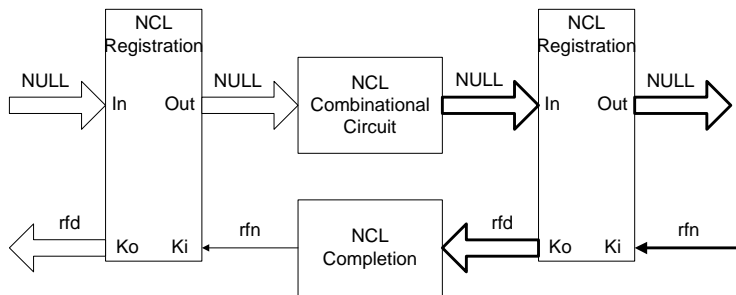 NCL
Registration
NCL
Registration
NULL
NULL
NCL
Combinational
Circuit
NULL
NULL
In
Out
In
Out
rfd
rfn
NCL
Completion
rfd
rfn
Ko
Ki
Ko
Ki